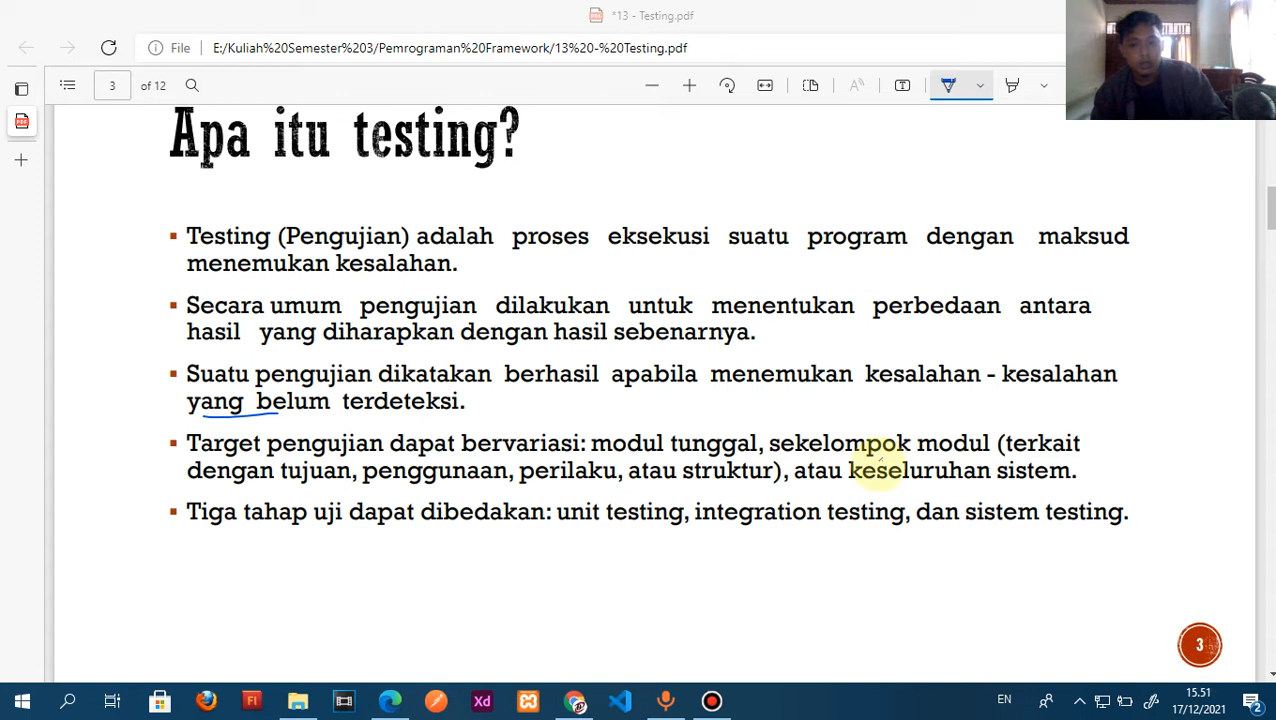 *13 - Testing.pdf
File E:/Kuliah%20Semester%203/Pemrograman%20Framework/13%20-%20Testing.pdf
3 of 12
Apa itu testing?
▪ Testing (Pengujian) adalah proses eksekusi suatu program dengan maksud
menemukan kesalahan.
▪ Secara umum pengujian dilakukan untuk menentukan perbedaan antara
hasil yang diharapkan dengan hasil sebenarnya.
▪ Suatu pengujian dikatakan berhasil apabila menemukan kesalahan - kesalahan
yang belum terdeteksi.
▪ Target pengujian dapat bervariasi: modul tunggal, sekelompok modul (terkait
dengan tujuan, penggunaan, perilaku, atau struktur), atau keseluruhan sistem.
▪ Tiga tahap uji dapat dibedakan: unit testing, integration testing, dan sistem testing.
3
EN
15.51
17/12/2021
2